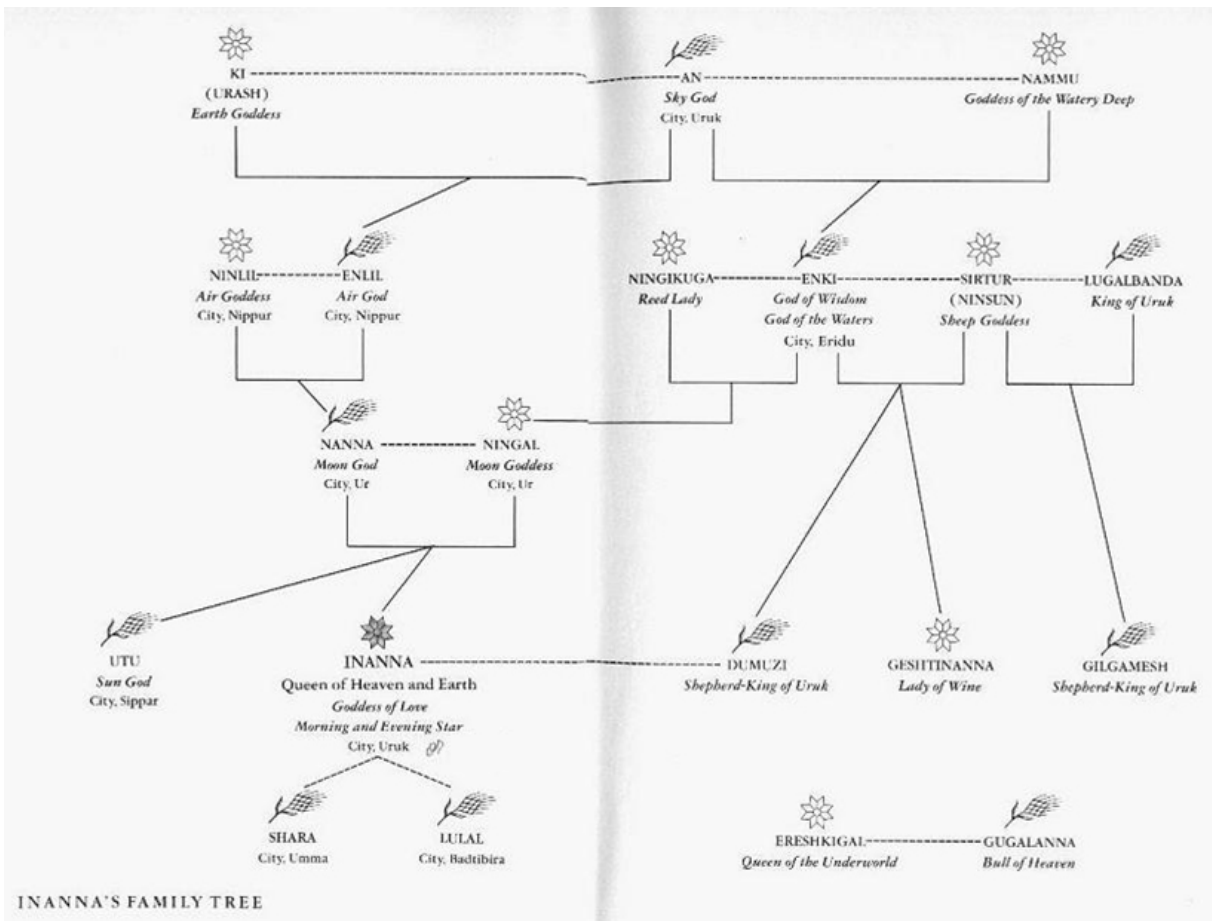 KI
(URASH)
Earth Goddess
AN
Sky God
City, Uruk
NAMMU
Goddess of the Watery Deep
NINLIL
Air Goddess
City, Nippur
ENLIL
Air God
City, Nippur
NINGIKUGA
Reed Lady
ENKI
God of Wisdom
God of the Waters
City, Eridu
SIRTUR
(NINSUN)
Sheep Goddess
LUGALBANDA
King of Uruk
NANNA
Moon God
City, Ur
NINGAL
Moon Goddess
City, Ur
UTU
Sun God
City, Sippar
INANNA
Queen of Heaven and Earth
Goddess of Love
Morning and Evening Star
City, Uruk
DUMUZI
Shepherd-King of Uruk
GESHTINANNA
Lady of Wine
GILGAMESH
Shepherd-King of Uruk
SHARA
City, Umma
LULAL
City, Badtibira
ERESHKIGAL
Queen of the Underworld
GUGALANNA
Bull of Heaven
INANNA'S FAMILY TREE